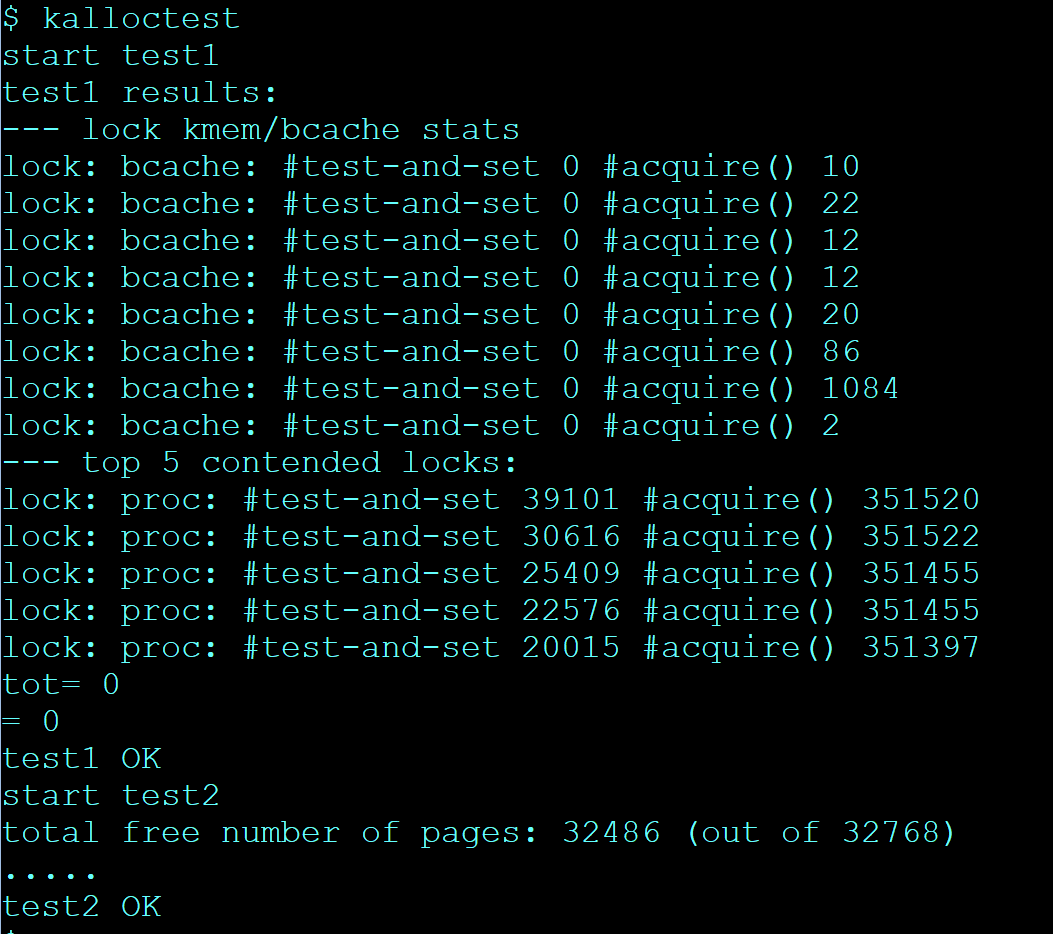 $ kalloctest
start test1
test1 results:
--- lock kmem/bcache stats
lock: bcache: #test-and-set 0 #acquire() 10
lock: bcache: #test-and-set 0 #acquire() 22
lock: bcache: #test-and-set 0 #acquire() 12
lock: bcache: #test-and-set 0 #acquire() 12
lock: bcache: #test-and-set 0 #acquire() 20
lock: bcache: #test-and-set 0 #acquire() 86
lock: bcache: #test-and-set 0 #acquire() 1084
lock: bcache: #test-and-set 0 #acquire() 2
--- top 5 contended locks:
lock: proc: #test-and-set 39101 #acquire() 351520
lock: proc: #test-and-set 30616 #acquire() 351522
lock: proc: #test-and-set 25409 #acquire() 351455
lock: proc: #test-and-set 22576 #acquire() 351455
lock: proc: #test-and-set 20015 #acquire() 351397
tot= 0
= 0
test1 OK
start test2
total free number of pages: 32486 (out of 32768)
.....
test2 OK